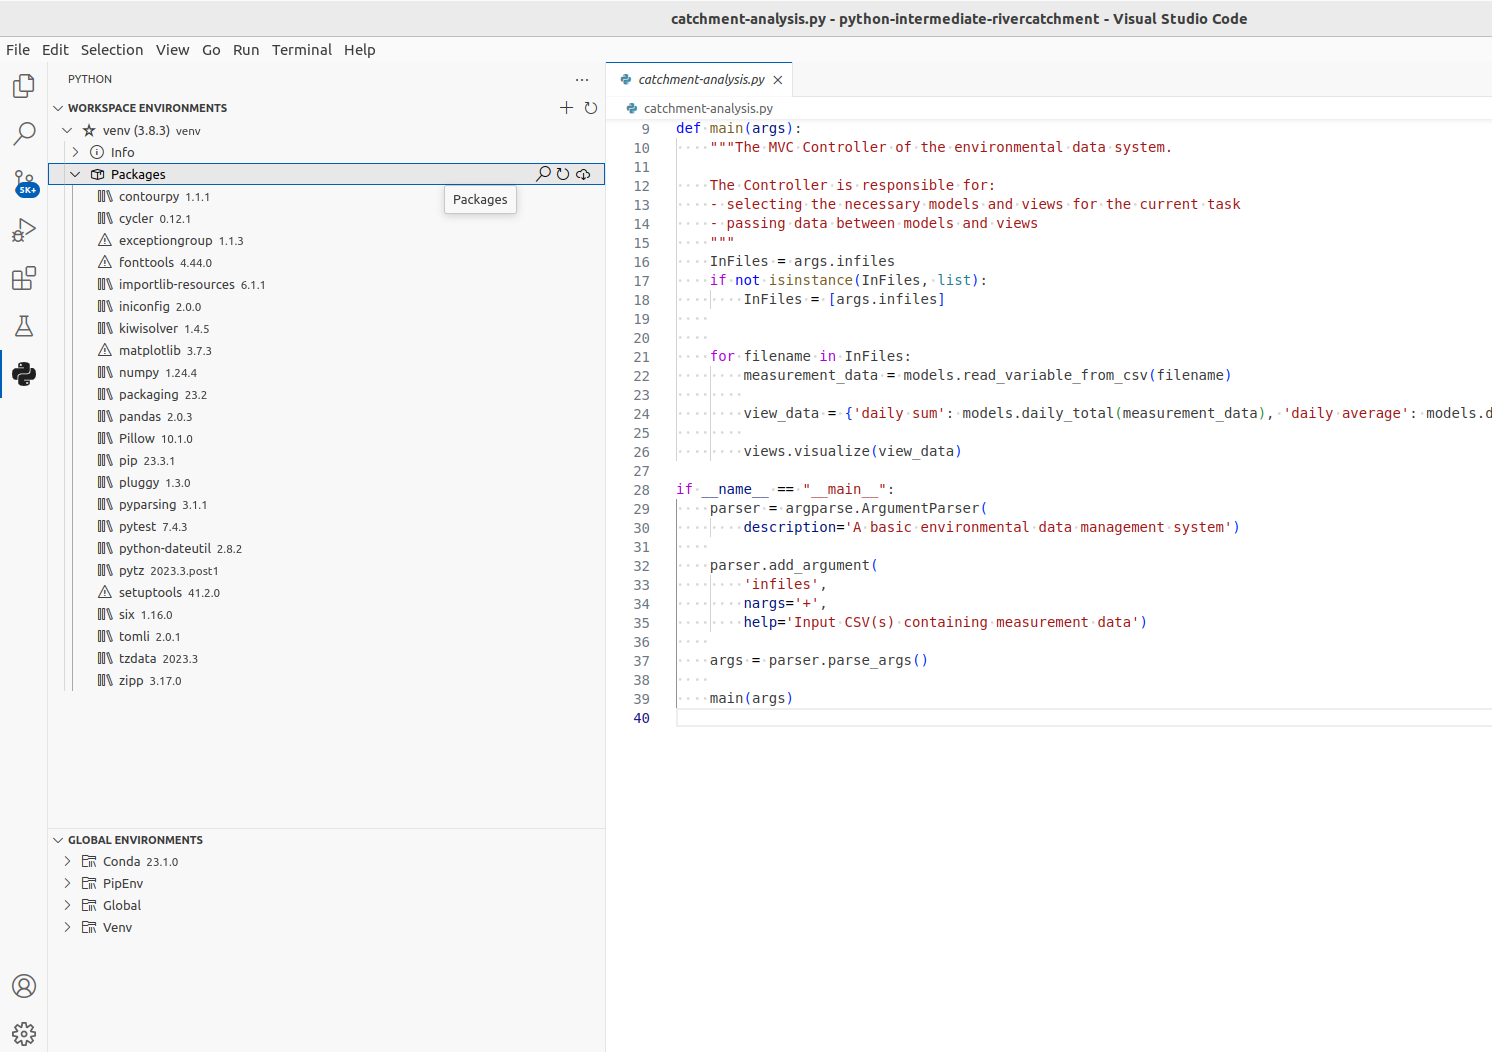 catchment-analysis.py - python-intermediate-rivercatchment - Visual Studio Code
File Edit Selection View Go Run Terminal Help
PYTHON
WORKSPACE ENVIRONMENTS
venv (3.8.3) venv
Info
Packages
Packages
contourpy 1.1.1
cycler 0.12.1
exceptiongroup 1.1.3
fonttools 4.44.0
importlib-resources 6.1.1
iniconfig 2.0.0
kiwisolver 1.4.5
matplotlib 3.7.3
numpy 1.24.4
packaging 23.2
pandas 2.0.3
Pillow 10.1.0
pip 23.3.1
pluggy 1.3.0
pyparsing 3.1.1
pytest 7.4.3
python-dateutil 2.8.2
pytz 2023.3.post1
setuptools 41.2.0
six 1.16.0
tomli 2.0.1
tzdata 2023.3
zipp 3.17.0
GLOBAL ENVIRONMENTS
Conda 23.1.0
PipEnv
Global
Venv
5K+
catchment-analysis.py
catchment-analysis.py
9 def main(args):
10     """The MVC Controller of the environmental data system.
11
12     The Controller is responsible for:
13     - selecting the necessary models and views for the current task
14     - passing data between models and views
15     """
16     InFiles = args.infiles
17     if not isinstance(InFiles, list):
18         InFiles = [args.infiles]
19
20
21     for filename in InFiles:
22         measurement_data = models.read_variable_from_csv(filename)
23
24         view_data = {'daily sum': models.daily_total(measurement_data), 'daily average': models.d
25
26         views.visualize(view_data)
27
28 if __name__ == "__main__":
29     parser = argparse.ArgumentParser(
30         description='A basic environmental data management system')
31
32     parser.add_argument(
33         'infiles',
34         nargs='+',
35         help='Input CSV(s) containing measurement data')
36
37     args = parser.parse_args()
38
39     main(args)
40